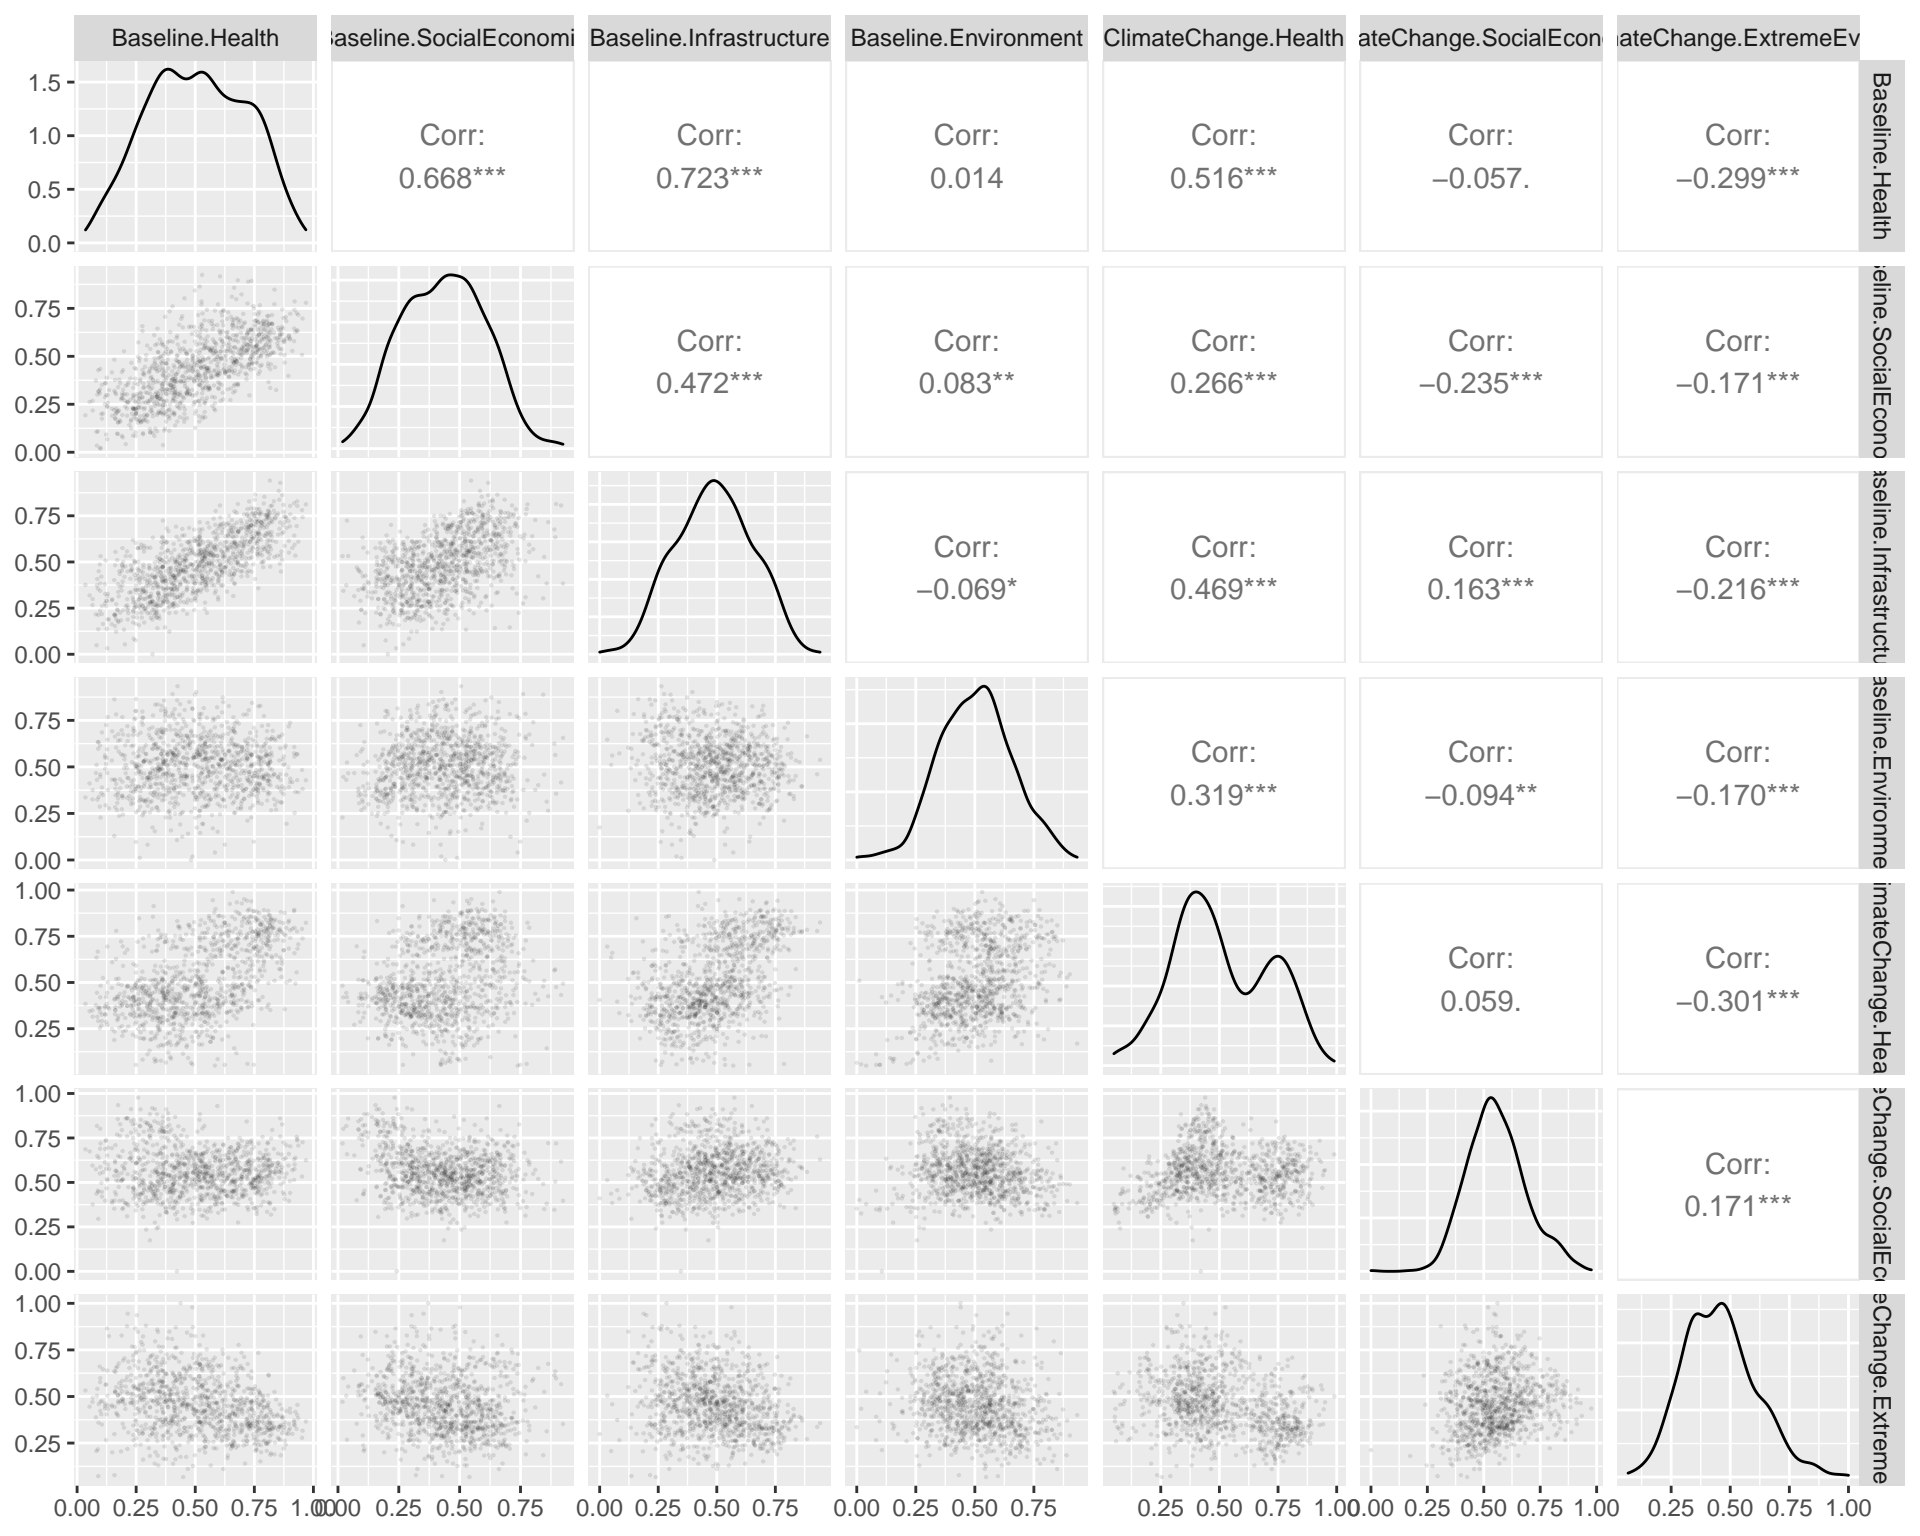 Baseline.Health
Baseline.SocialEconomi
Baseline.Infrastructure
Baseline.Environment
ClimateChange.Health
ateChange.SocialEcon
ateChange.ExtremeEv
1.5
1.0
0.5
0.0
Corr:
0.668***
Corr:
0.723***
Corr:
0.014
Corr:
0.516***
Corr:
−0.057.
Corr:
−0.299***
Baseline.Health
0.75
0.50
0.25
0.00
Corr:
0.472***
Corr:
0.083**
Corr:
0.266***
Corr:
−0.235***
Corr:
−0.171***
seline.SocialEcono
0.75
0.50
0.25
0.00
Corr:
−0.069*
Corr:
0.469***
Corr:
0.163***
Corr:
−0.216***
aseline.Infrastructu
0.75
0.50
0.25
0.00
Corr:
0.319***
Corr:
−0.094**
Corr:
−0.170***
aseline.Environme
1.00
0.75
0.50
0.25
Corr:
0.059.
Corr:
−0.301***
imateChange.Hea
1.00
0.75
0.50
0.25
0.00
Corr:
0.171***
eChange.SocialEco
1.00
0.75
0.50
0.25
eChange.Extreme
0.00 0.25 0.50 0.75 1.00
0.00 0.25 0.50 0.75
0.00 0.25 0.50 0.75
0.00 0.25 0.50 0.75
0.25 0.50 0.75 1.00
0.00 0.25 0.50 0.75 1.00
0.25 0.50 0.75 1.00